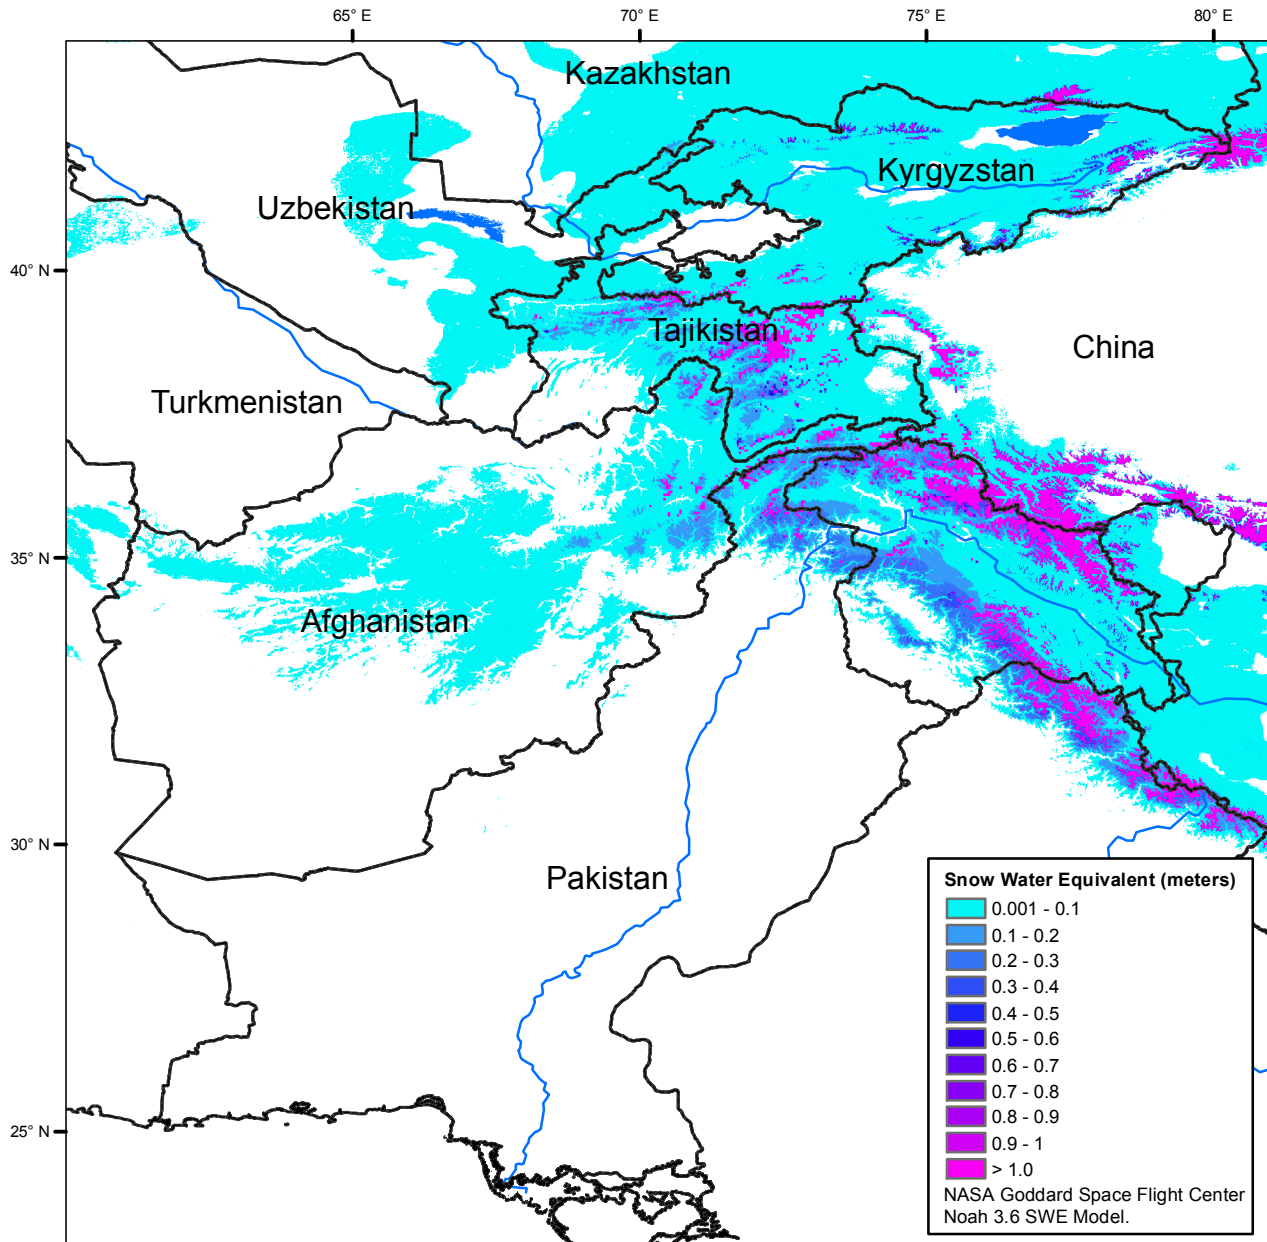 65° E
70° E
75° E
80° E
Kazakhstan
Kyrgyzstan
Uzbekistan
40° N
Tajikistan
China
Turkmenistan
35° N
Afghanistan
30° N
Pakistan
25° N
Snow Water Equivalent (meters)
0.001 - 0.1
0.1 - 0.2
0.2 - 0.3
0.3 - 0.4
0.4 - 0.5
0.5 - 0.6
0.6 - 0.7
0.7 - 0.8
0.8 - 0.9
0.9 - 1
> 1.0
NASA Goddard Space Flight Center
Noah 3.6 SWE Model.